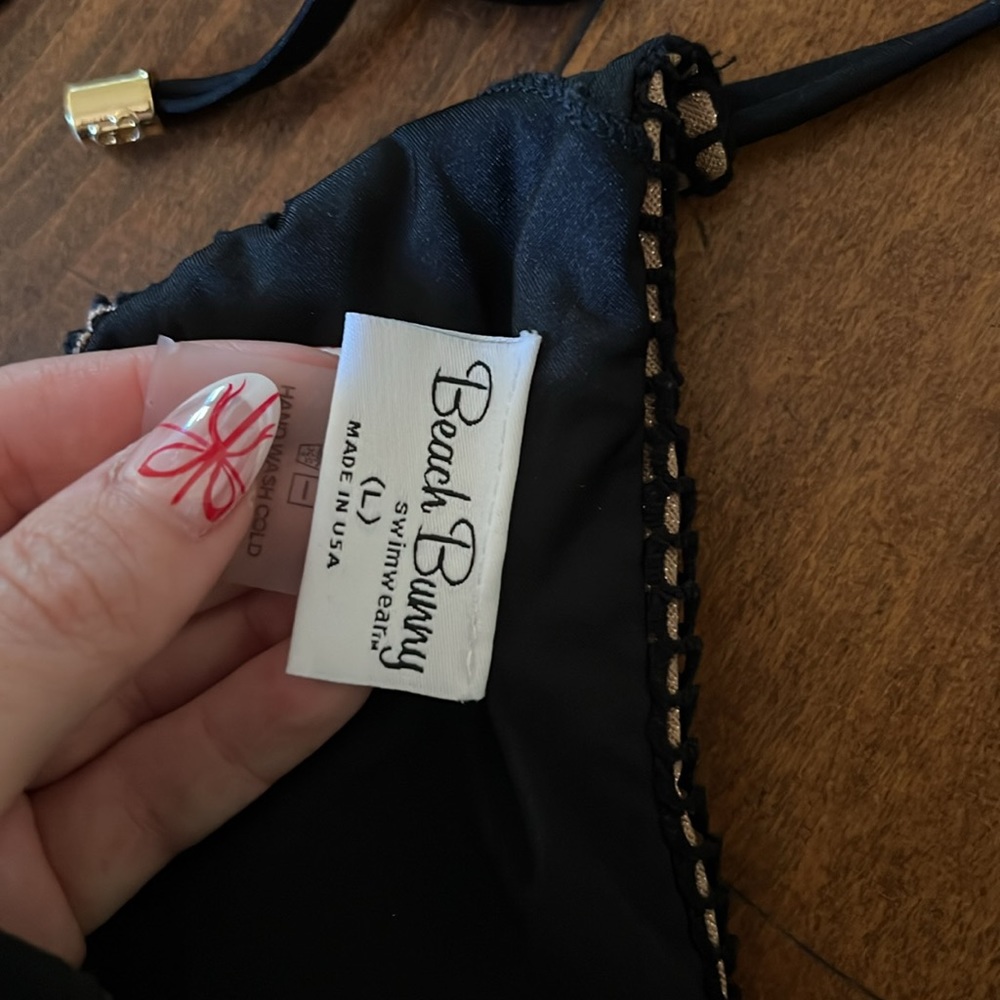 Beach Bunny
swimwear™
(L)
MADE IN USA
HAND WASH COLD